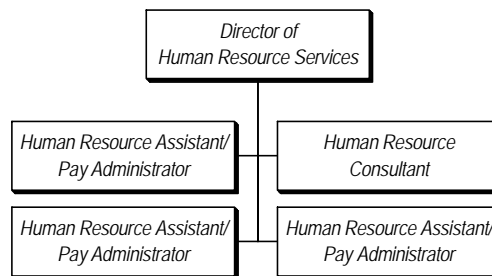 Director of
Human Resource Services
Human Resource Assistant/
Pay Administrator
Human Resource
Consultant
Human Resource Assistant/
Pay Administrator
Human Resource Assistant/
Pay Administrator